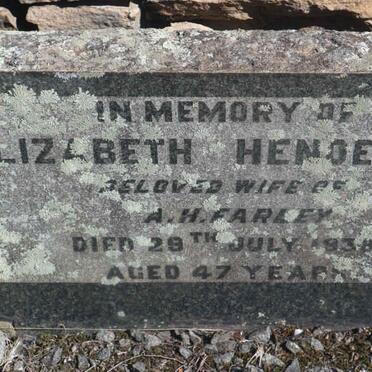 IN MEMORY OF
LIZABETH HENDE
BELOVED WIFE OF
A.H. FARLEY
DIED 29TH JULY 193
AGED 47 YEARS